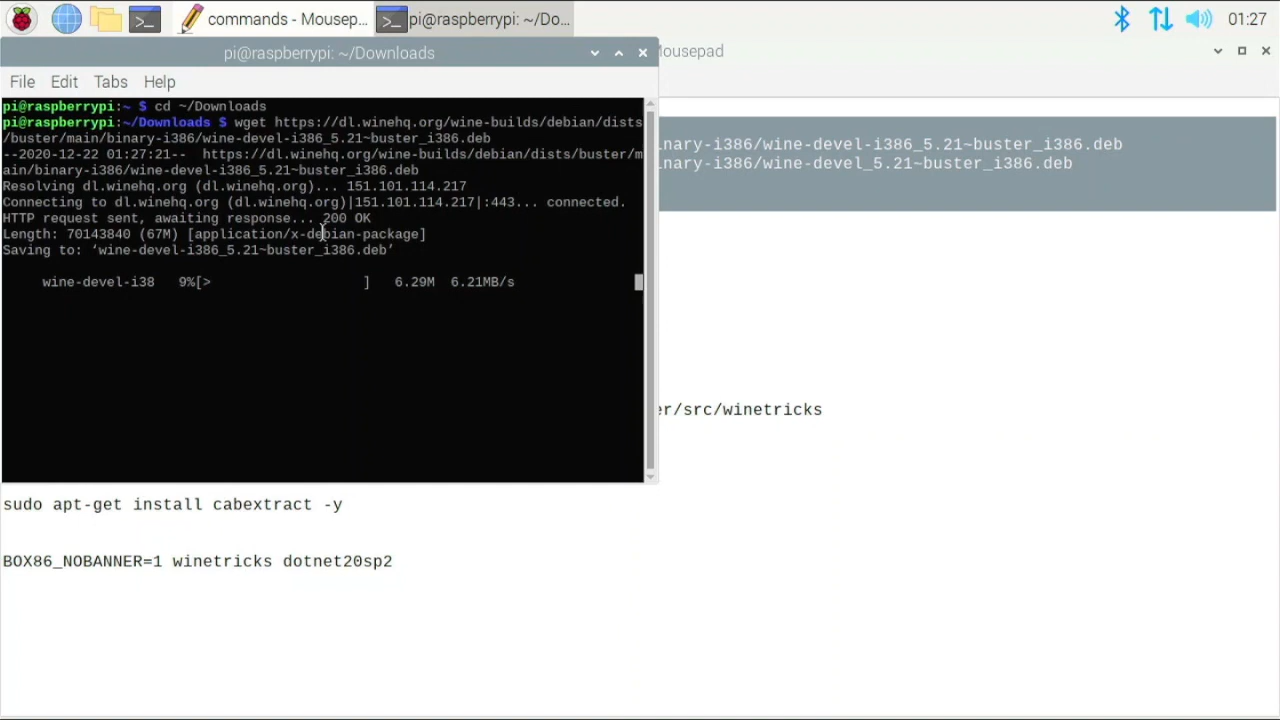 commands - Mousep...
pi@raspberrypi: ~/Do...
01:27
pi@raspberrypi: ~/Downloads
Mousepad
File Edit Tabs Help
pi@raspberrypi:~ $ cd ~/Downloads
pi@raspberrypi:~/Downloads $ wget https://dl.winehq.org/wine-builds/debian/dists
/buster/main/binary-i386/wine-devel-i386_5.21~buster_i386.deb
--2020-12-22 01:27:21--  https://dl.winehq.org/wine-builds/debian/dists/buster/m
ain/binary-i386/wine-devel-i386_5.21~buster_i386.deb
Resolving dl.winehq.org (dl.winehq.org)... 151.101.114.217
Connecting to dl.winehq.org (dl.winehq.org)|151.101.114.217|:443... connected.
HTTP request sent, awaiting response... 200 OK
Length: 70143840 (67M) [application/x-debian-package]
Saving to: ‘wine-devel-i386_5.21~buster_i386.deb’
wine-devel-i38   9%[>                   ]   6.29M  6.21MB/s
inary-i386/wine-devel-i386_5.21~buster_i386.deb
inary-i386/wine-devel_5.21~buster_i386.deb
er/src/winetricks
sudo apt-get install cabextract -y
BOX86_NOBANNER=1 winetricks dotnet20sp2